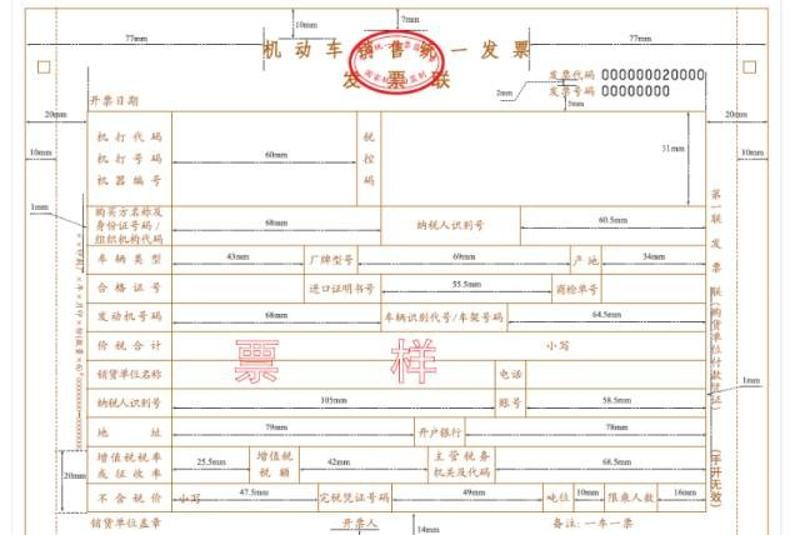 10mm 7mm
77mm 77mm
机动车销售统一发票
发票联
发票代码 000000020000
2mm 发票号码 00000000
5mm
开票日期
20mm 20mm
机打代码
机打号码 60mm
机器编号
税控码
31mm
10mm 10mm
1mm
购买方名称及
身份证号码/ 68mm 纳税人识别号 60.5mm
组织机构代码
车辆类型 43mm 厂牌型号 69mm 产地 34mm
合格证号 进口证明书号 55.5mm 商检单号
发动机号码 68mm 车辆识别代号/车架号码 64.5mm
价税合计 小写
票样
销货单位名称 电话
1mm
纳税人识别号 105mm 账号 58.5mm
地址 79mm 开户银行 78mm
增值税税率 增值税 主管税务
或征收率 25.5mm 税额 42mm 机关及代码 68.5mm
20mm
不含税价 小写 47.5mm 完税凭证号码 49mm 吨位 10mm 限乘人数 16mm
销货单位盖章 开票人 14mm 备注:一车一票
第一联 发票联(购货单位付款凭证)
(手开无效)